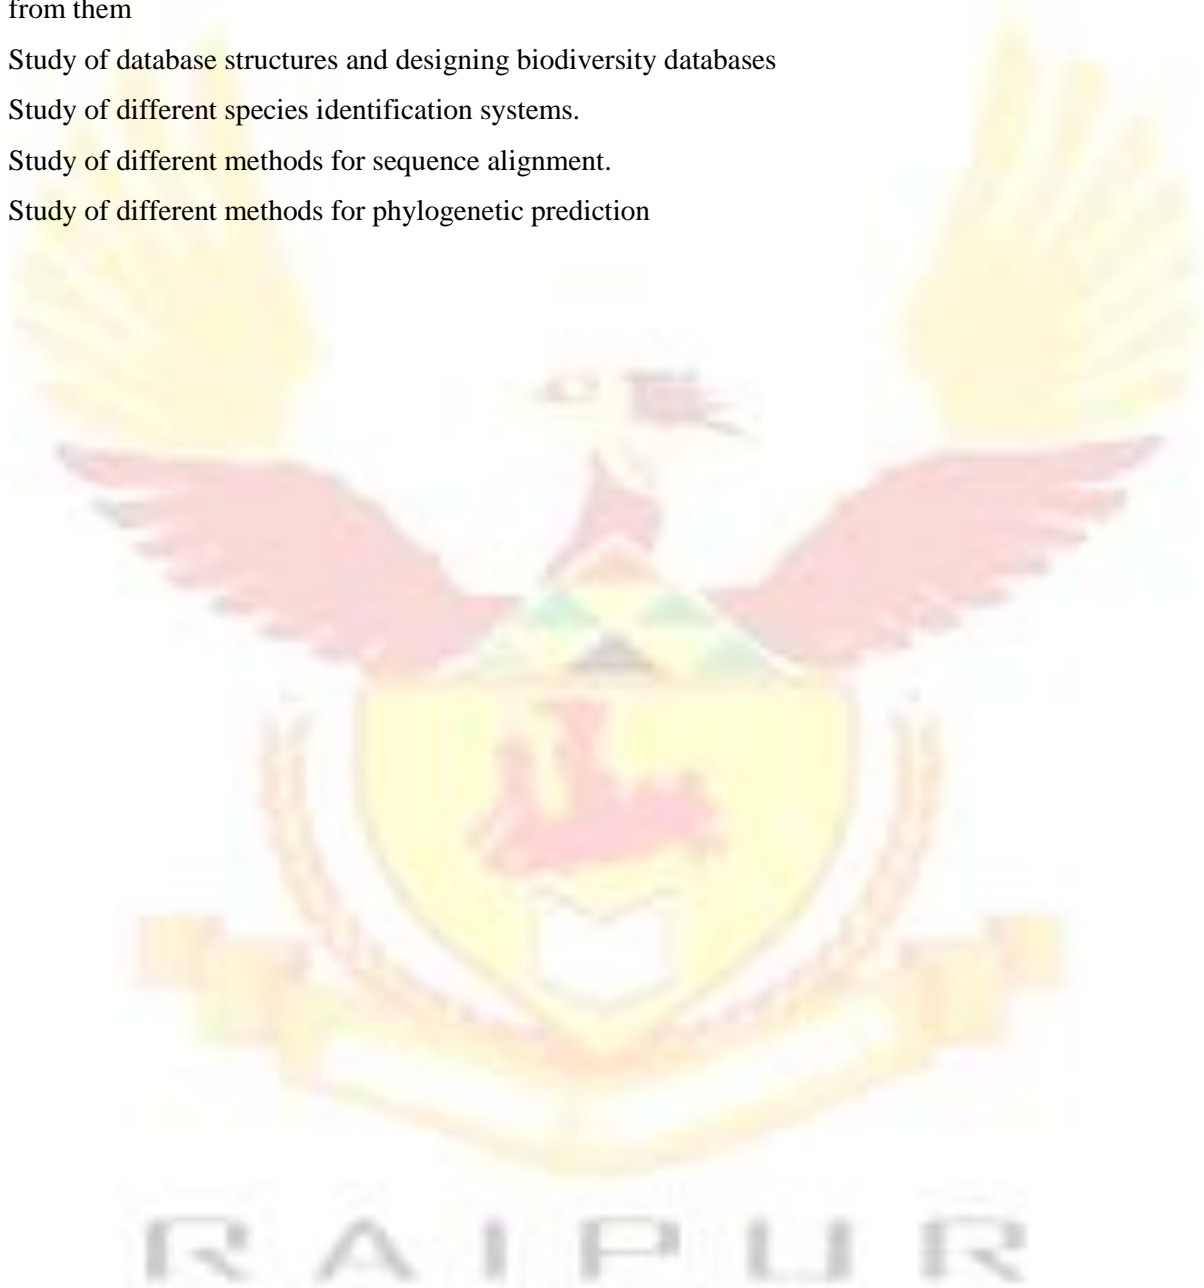 from them
Study of database structures and designing biodiversity databases
Study of different species identification systems.
Study of different methods for sequence alignment.
Study of different methods for phylogenetic prediction
RAIPUR